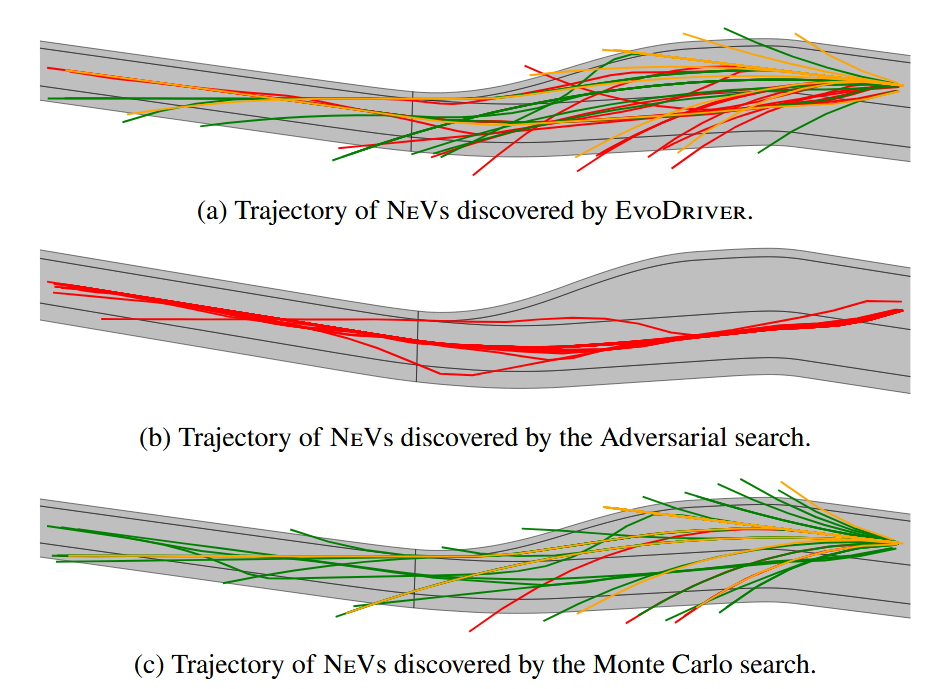 (a) Trajectory of NEVs discovered by EVODRIVER.
(b) Trajectory of NEVs discovered by the Adversarial search.
(c) Trajectory of NEVs discovered by the Monte Carlo search.